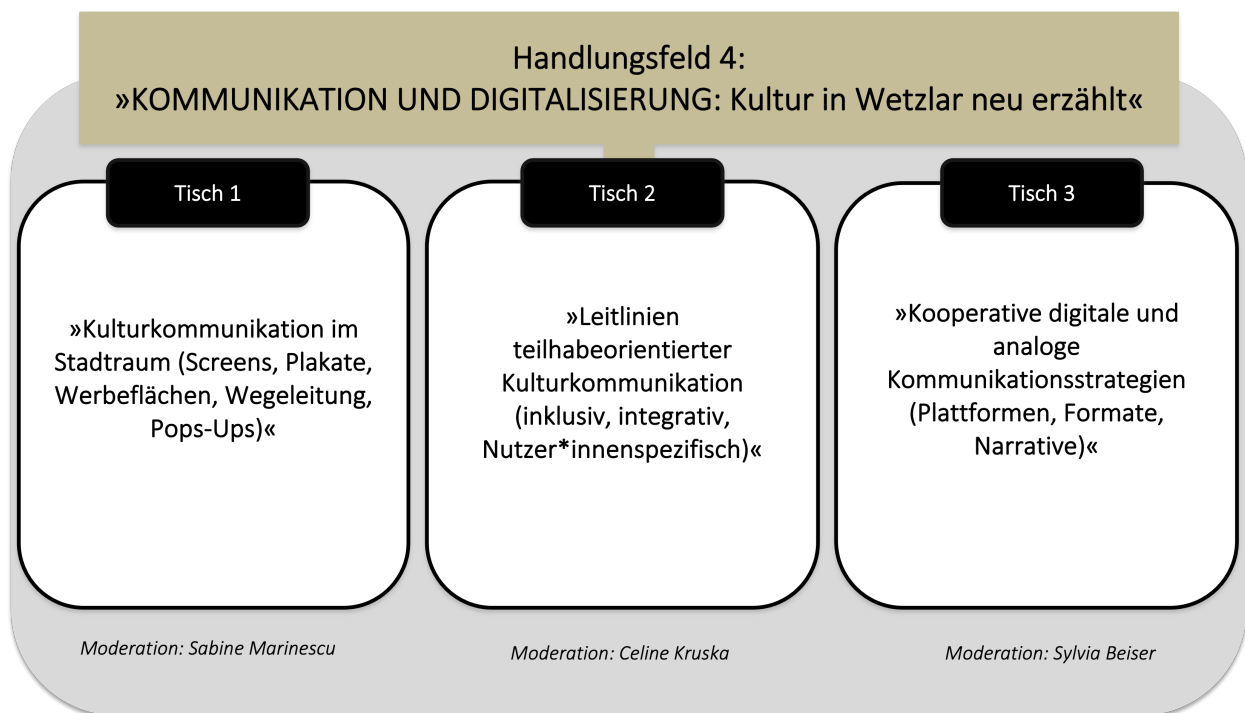 Handlungsfeld 4:
»KOMMUNIKATION UND DIGITALISIERUNG: Kultur in Wetzlar neu erzählt«
Tisch 1
»Kulturkommunikation im
Stadtraum (Screens, Plakate,
Werbeflächen, Wegeleitung,
Pops-Ups)«
Moderation: Sabine Marinescu
Tisch 2
»Leitlinien
teilhabeorientierter
Kulturkommunikation
(inklusiv, integrativ,
Nutzer*innenspezifisch)«
Moderation: Celine Kruska
Tisch 3
»Kooperative digitale und
analoge
Kommunikationsstrategien
(Plattformen, Formate,
Narrative)«
Moderation: Sylvia Beiser